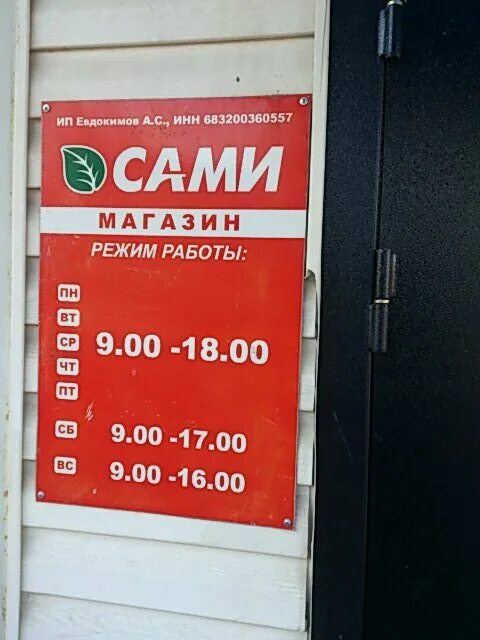 ИП Евдокимов А.С., ИНН 683200360557
САМИ
МАГАЗИН
РЕЖИМ РАБОТЫ:
ПН
ВТ
СР 9.00 -18.00
ЧТ
ПТ
СБ 9.00 -17.00
ВС 9.00 -16.00